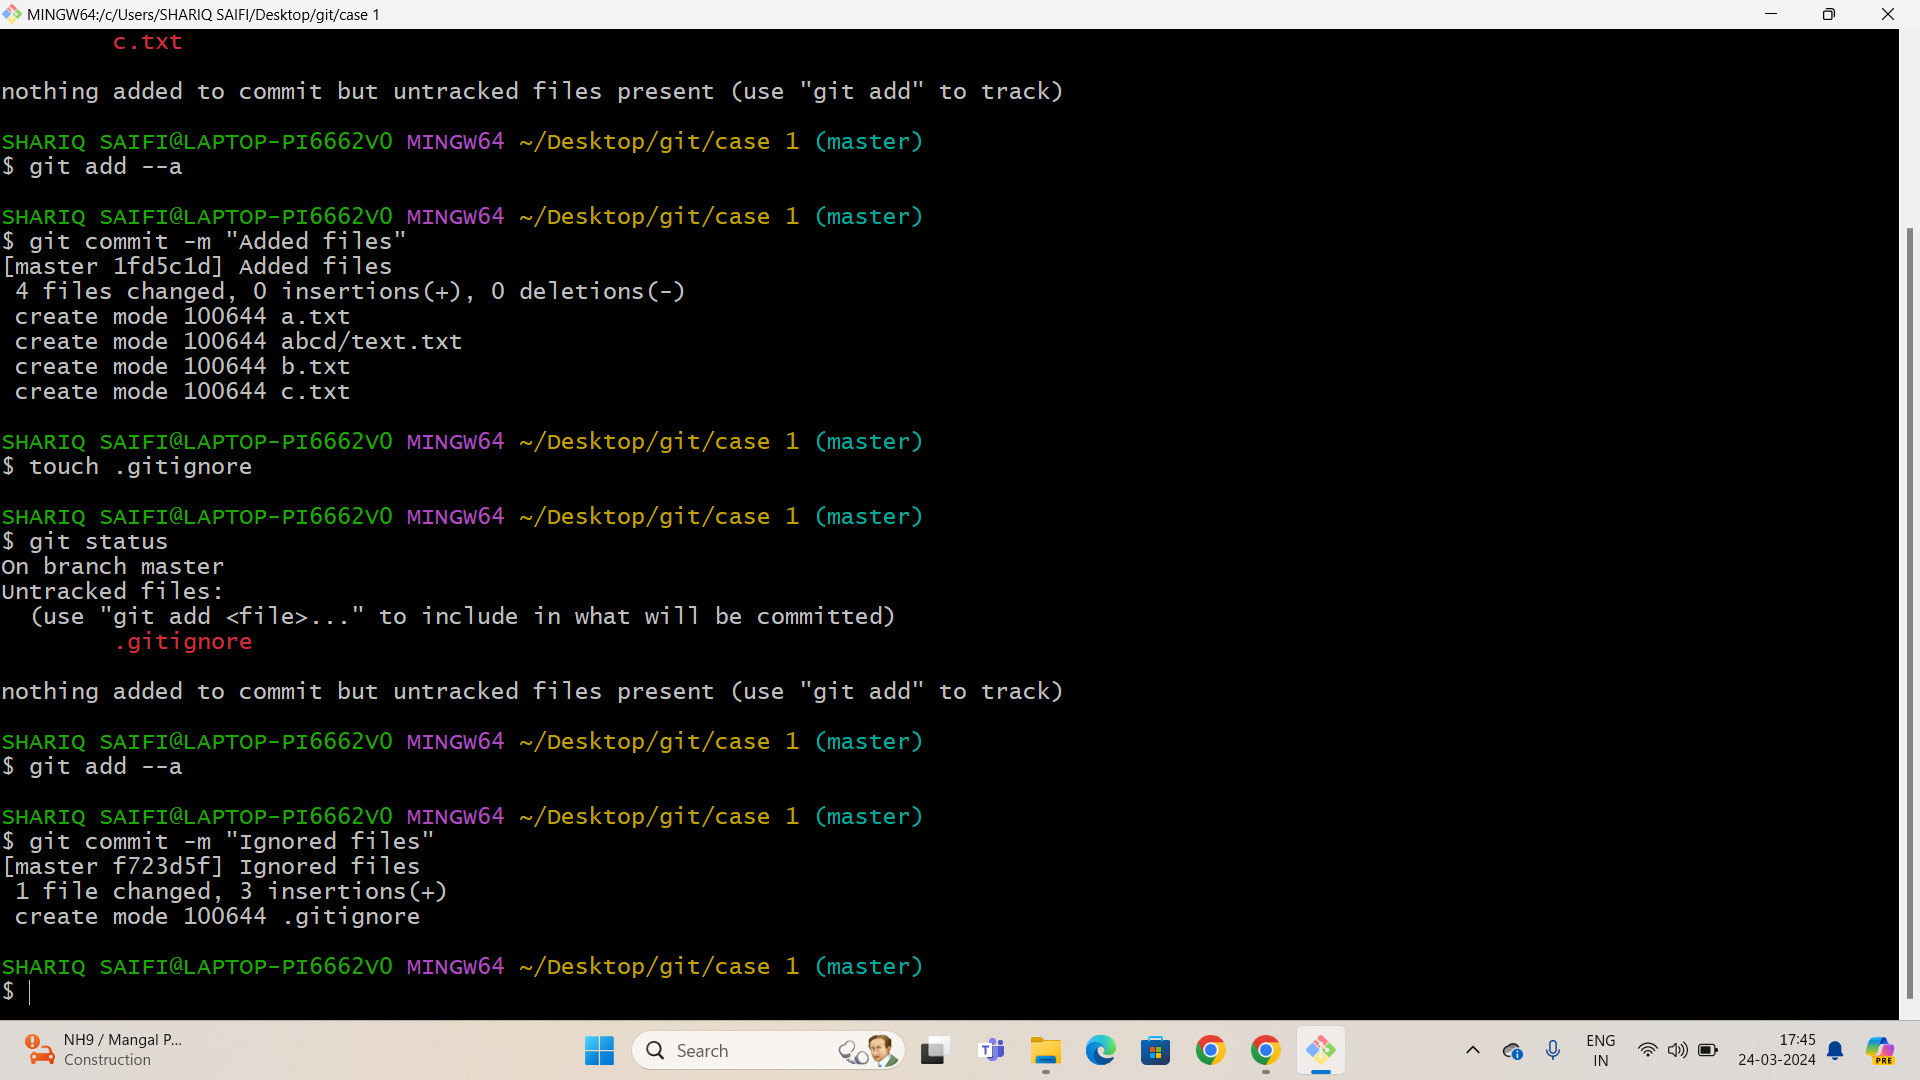 MINGW64:/c/Users/SHARIQ SAIFI/Desktop/git/case 1
c.txt
nothing added to commit but untracked files present (use "git add" to track)
SHARIQ SAIFI@LAPTOP-PI6662V0 MINGW64 ~/Desktop/git/case 1 (master)
$ git add --a
SHARIQ SAIFI@LAPTOP-PI6662V0 MINGW64 ~/Desktop/git/case 1 (master)
$ git commit -m "Added files"
[master 1fd5c1d] Added files
4 files changed, 0 insertions(+), 0 deletions(-)
create mode 100644 a.txt
create mode 100644 abcd/text.txt
create mode 100644 b.txt
create mode 100644 c.txt
SHARIQ SAIFI@LAPTOP-PI6662V0 MINGW64 ~/Desktop/git/case 1 (master)
$ touch .gitignore
SHARIQ SAIFI@LAPTOP-PI6662V0 MINGW64 ~/Desktop/git/case 1 (master)
$ git status
On branch master
Untracked files:
(use "git add <file>..." to include in what will be committed)
.gitignore
nothing added to commit but untracked files present (use "git add" to track)
SHARIQ SAIFI@LAPTOP-PI6662V0 MINGW64 ~/Desktop/git/case 1 (master)
$ git add --a
SHARIQ SAIFI@LAPTOP-PI6662V0 MINGW64 ~/Desktop/git/case 1 (master)
$ git commit -m "Ignored files"
[master f723d5f] Ignored files
1 file changed, 3 insertions(+)
create mode 100644 .gitignore
SHARIQ SAIFI@LAPTOP-PI6662V0 MINGW64 ~/Desktop/git/case 1 (master)
$
NH9 / Mangal P...
Construction
Search
ENG
IN
17:45
24-03-2024
PRE